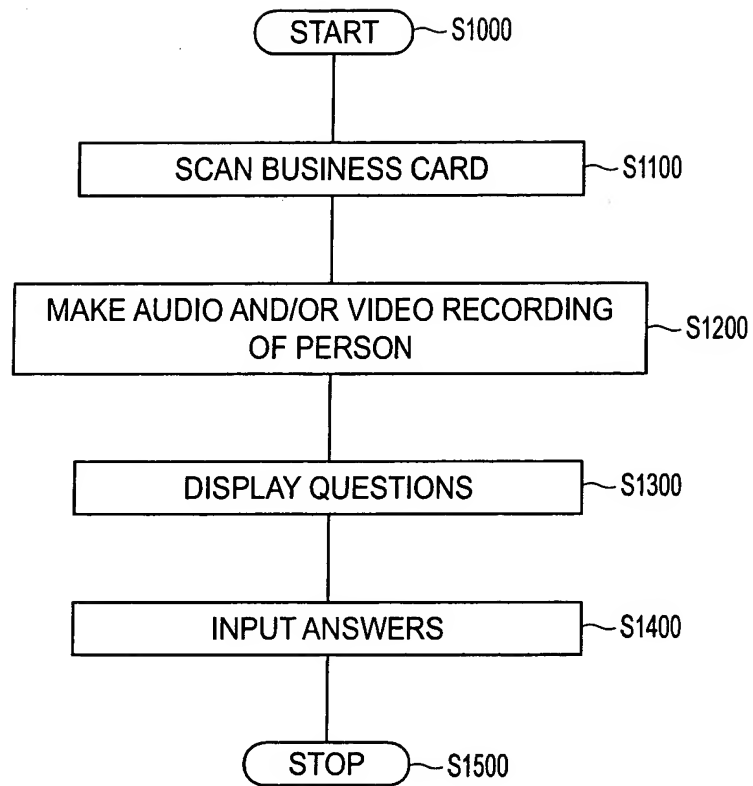 START S1000
SCAN BUSINESS CARD S1100
MAKE AUDIO AND/OR VIDEO RECORDING
OF PERSON S1200
DISPLAY QUESTIONS S1300
INPUT ANSWERS S1400
STOP S1500